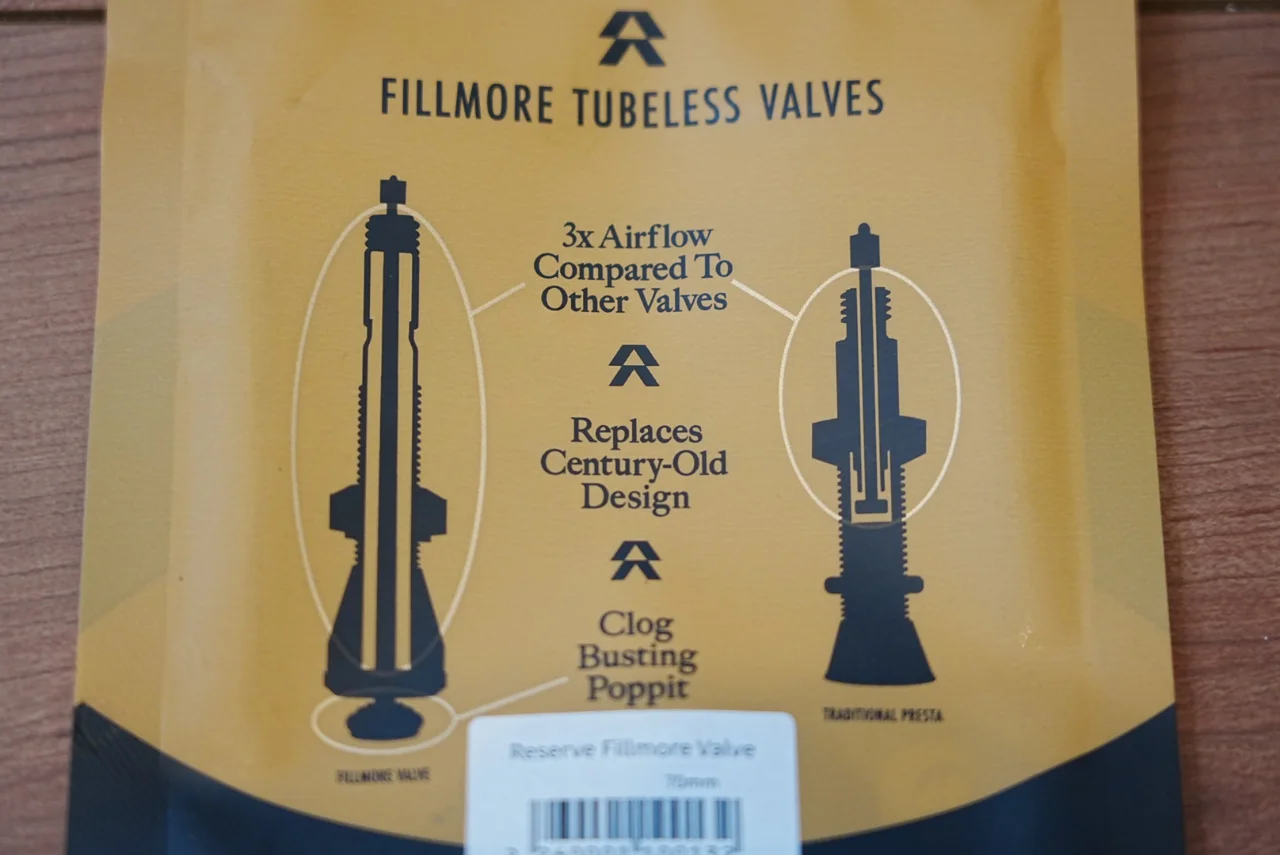 FILLMORE TUBELESS VALVES
3x Airflow
Compared To
Other Valves
Replaces
Century-Old
Design
Clog
Busting
Poppit
TRADITIONAL PRESTA
FILLMORE VALVE
Reserve Fillmore Valve
70mm